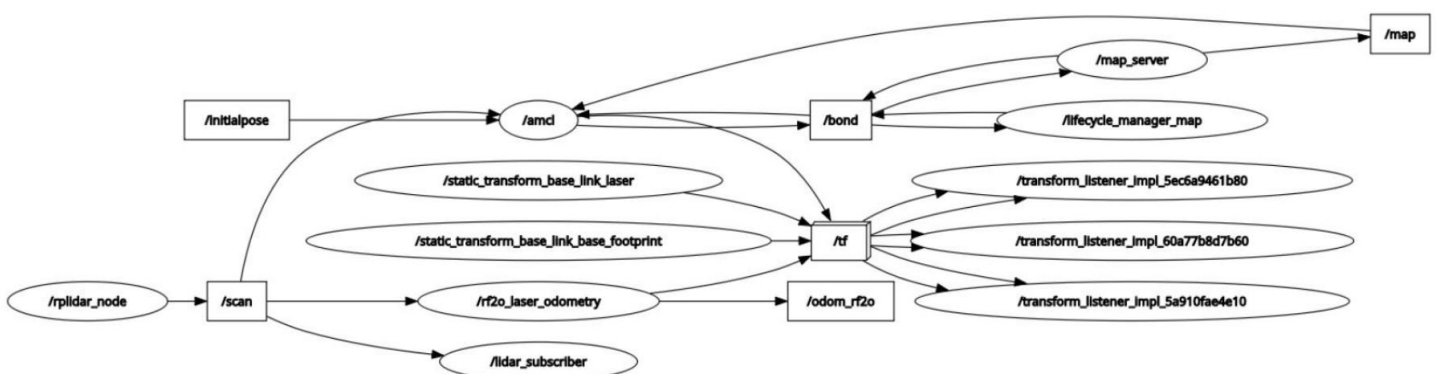 /map
/map_server
/initialpose
/amcl
/bond
/lifecycle_manager_map
/static_transform_base_link_laser
/transform_listener_impl_5ec6a9461b80
/static_transform_base_link_base_footprint
/tf
/transform_listener_impl_60a77b8d7b60
/rplidar_node
/scan
/rf2o_laser_odometry
/odom_rf2o
/transform_listener_impl_5a910fae4e10
/lidar_subscriber